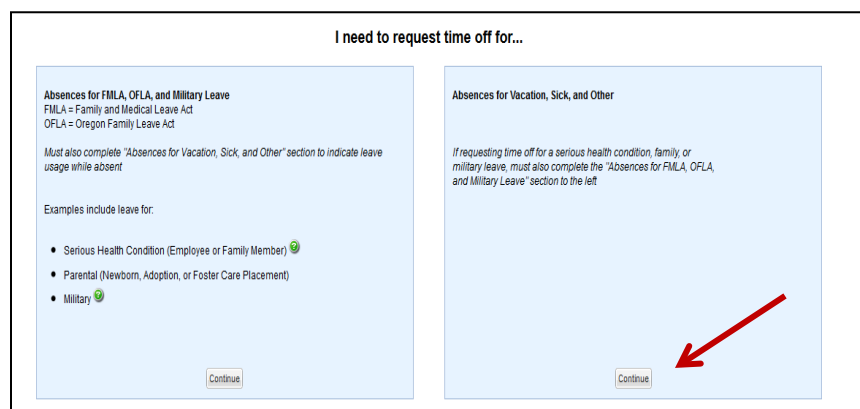 I need to request time off for...
Absences for FMLA, OFLA, and Military Leave
FMLA = Family and Medical Leave Act
OFLA = Oregon Family Leave Act
Must also complete "Absences for Vacation, Sick, and Other" section to indicate leave
usage while absent
Examples include leave for:
• Serious Health Condition (Employee or Family Member)
• Parental (Newborn, Adoption, or Foster Care Placement)
• Military
Continue
Absences for Vacation, Sick, and Other
If requesting time off for a serious health condition, family, or
military leave, must also complete the "Absences for FMLA, OFLA,
and Military Leave" section to the left
Continue